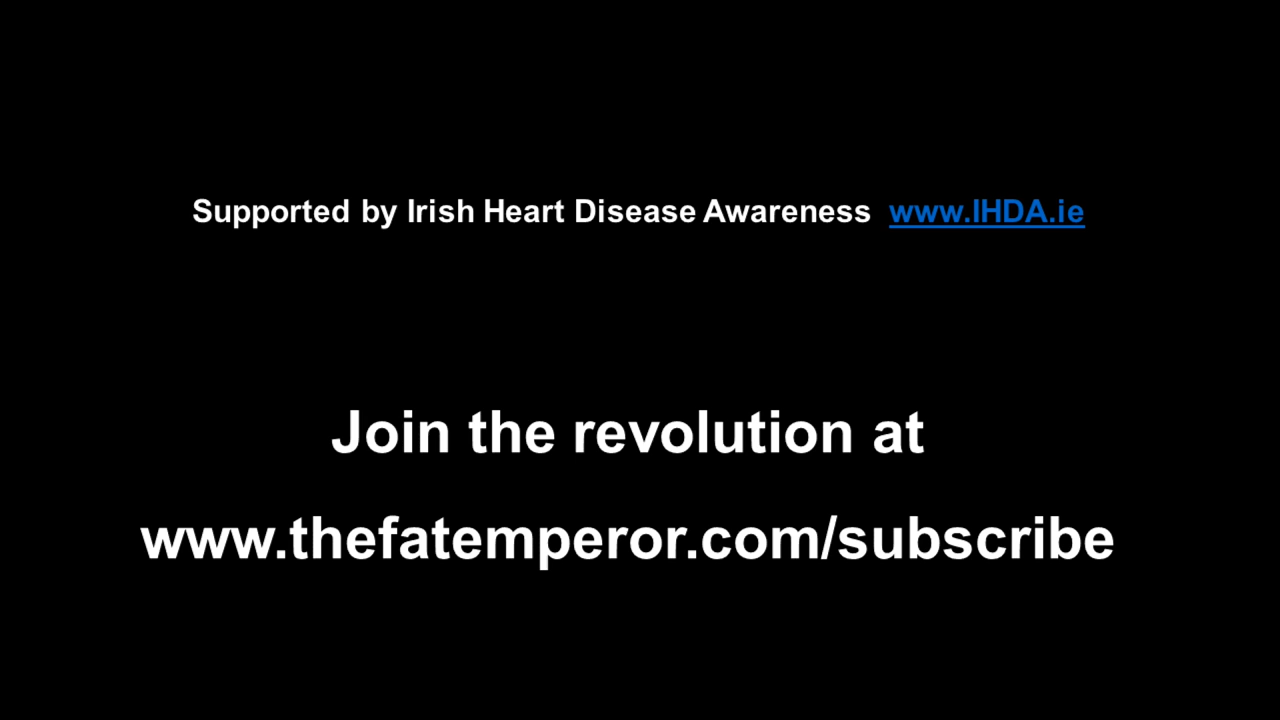 Supported by Irish Heart Disease Awareness www.IHDA.ie
Join the revolution at
www.thefatemperor.com/subscribe